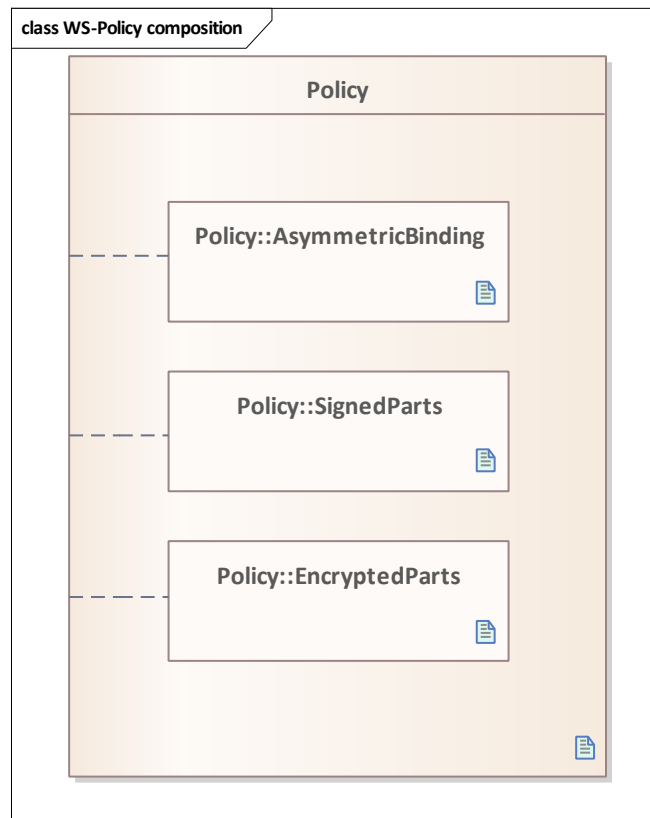 class WS-Policy composition
Policy
Policy::AsymmetricBinding
Policy::SignedParts
Policy::EncryptedParts